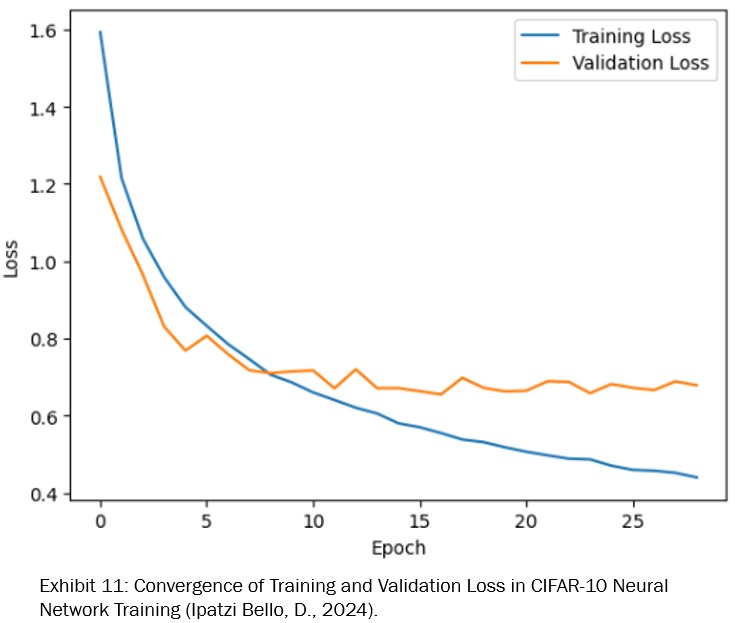 1.6
1.4
1.2
1.0
0.8
0.6
0.4
Loss
Training Loss
Validation Loss
0 5 10 15 20 25
Epoch
Exhibit 11: Convergence of Training and Validation Loss in CIFAR-10 Neural
Network Training (Ipatzi Bello, D., 2024).